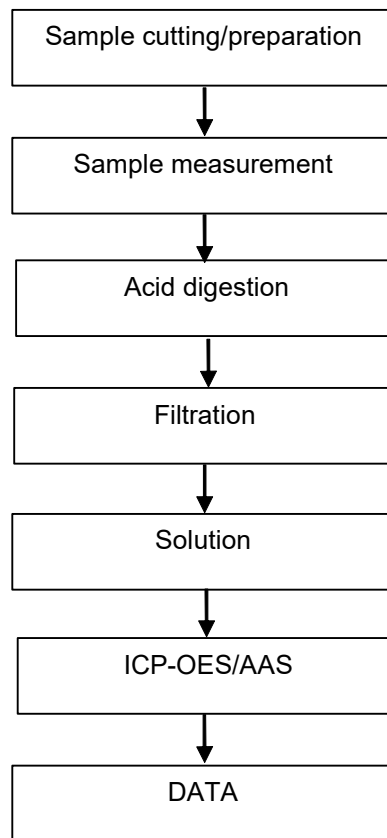 Sample cutting/preparation
Sample measurement
Acid digestion
Filtration
Solution
ICP-OES/AAS
DATA